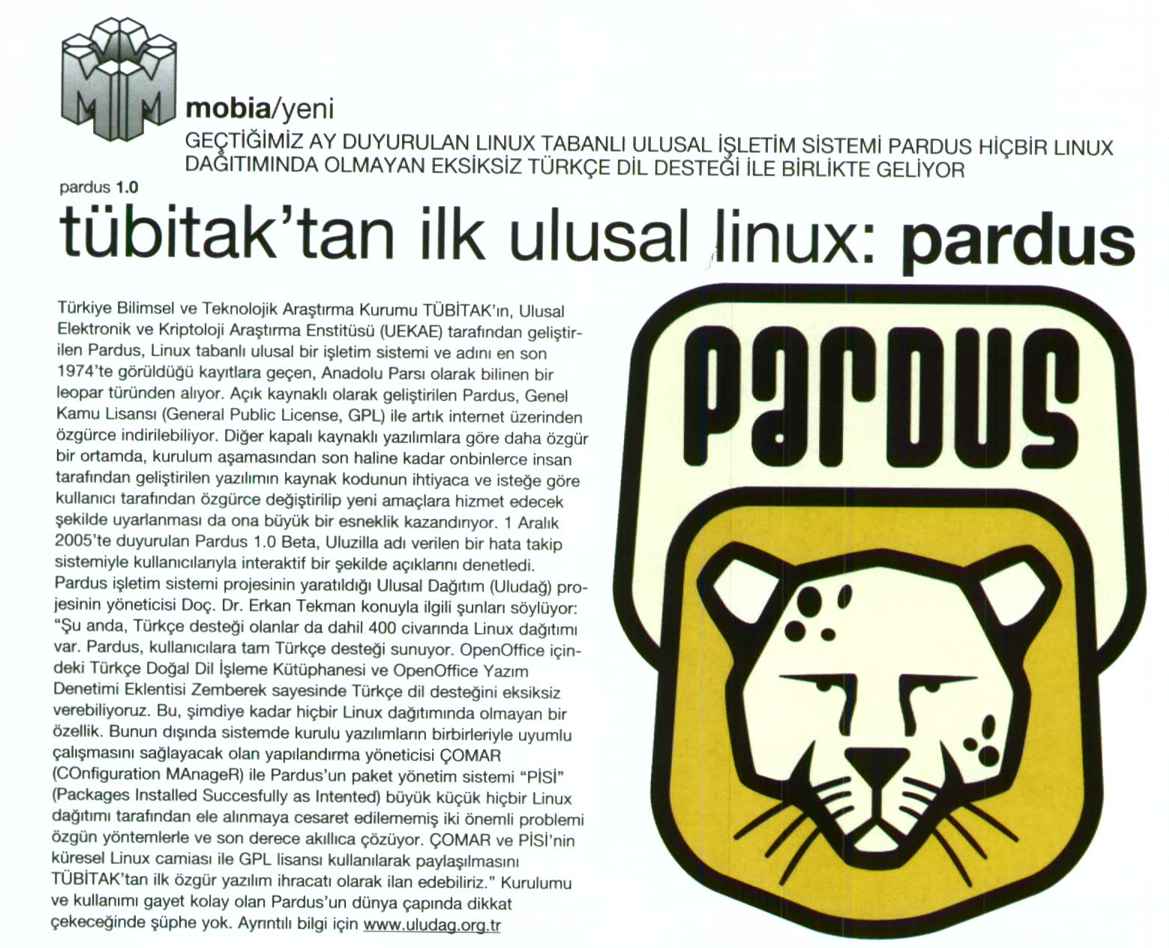 mobia/yeni
GEÇTİĞİMİZ AY DUYURULAN LINUX TABANLI ULUSAL İŞLETİM SİSTEMİ PARDUS HİÇBİR LINUX
DAĞITIMINDA OLMAYAN EKSİKSİZ TÜRKÇE DİL DESTEĞİ İLE BİRLİKTE GELİYOR
pardus 1.0
tübitak'tan ilk ulusal linux: pardus
Türkiye Bilimsel ve Teknolojik Araştırma Kurumu TÜBİTAK'ın, Ulusal
Elektronik ve Kriptoloji Araştırma Enstitüsü (UEKAE) tarafından geliştir-
ilen Pardus, Linux tabanlı ulusal bir işletim sistemi ve adını en son
1974'te görüldüğü kayıtlara geçen, Anadolu Parsı olarak bilinen bir
leopar türünden alıyor. Açık kaynaklı olarak geliştirilen Pardus, Genel
Kamu Lisansı (General Public License, GPL) ile artık internet üzerinden
özgürce indirilebiliyor. Diğer kapalı kaynaklı yazılımlara göre daha özgür
bir ortamda, kurulum aşamasından son haline kadar onbinlerce insan
tarafından geliştirilen yazılımın kaynak kodunun ihtiyaca ve isteğe göre
kullanıcı tarafından özgürce değiştirilip yeni amaçlara hizmet edecek
şekilde uyarlanması da ona büyük bir esneklik kazandırıyor. 1 Aralık
2005'te duyurulan Pardus 1.0 Beta, Uluzilla adı verilen bir hata takip
sistemiyle kullanıcılarıyla interaktif bir şekilde açıklarını denetledi.
Pardus işletim sistemi projesinin yaratıldığı Ulusal Dağıtım (Uludağ) pro-
jesinin yöneticisi Doç. Dr. Erkan Tekman konuyla ilgili şunları söylüyor:
"Şu anda, Türkçe desteği olanlar da dahil 400 civarında Linux dağıtımı
var. Pardus, kullanıcılara tam Türkçe desteği sunuyor. OpenOffice için-
deki Türkçe Doğal Dil İşleme Kütüphanesi ve OpenOffice Yazım
Denetimi Eklentisi Zemberek sayesinde Türkçe dil desteğini eksiksiz
verebiliyoruz. Bu, şimdiye kadar hiçbir Linux dağıtımında olmayan bir
özellik. Bunun dışında sistemde kurulu yazılımların birbirleriyle uyumlu
çalışmasını sağlayacak olan yapılandırma yöneticisi ÇOMAR
(COnfiguration MAnageR) ile Pardus'un paket yönetim sistemi "PİSİ"
(Packages Installed Succesfully as Intented) büyük küçük hiçbir Linux
dağıtımı tarafından ele alınmaya cesaret edilememiş iki önemli problemi
özgün yöntemlerle ve son derece akıllıca çözüyor. ÇOMAR ve PİSİ'nin
küresel Linux camiası ile GPL lisansı kullanılarak paylaşılmasını
TÜBİTAK'tan ilk özgür yazılım ihracatı olarak ilan edebiliriz." Kurulumu
ve kullanımı gayet kolay olan Pardus'un dünya çapında dikkat
çekeceğinde şüphe yok. Ayrıntılı bilgi için www.uludag.org.tr
pardus